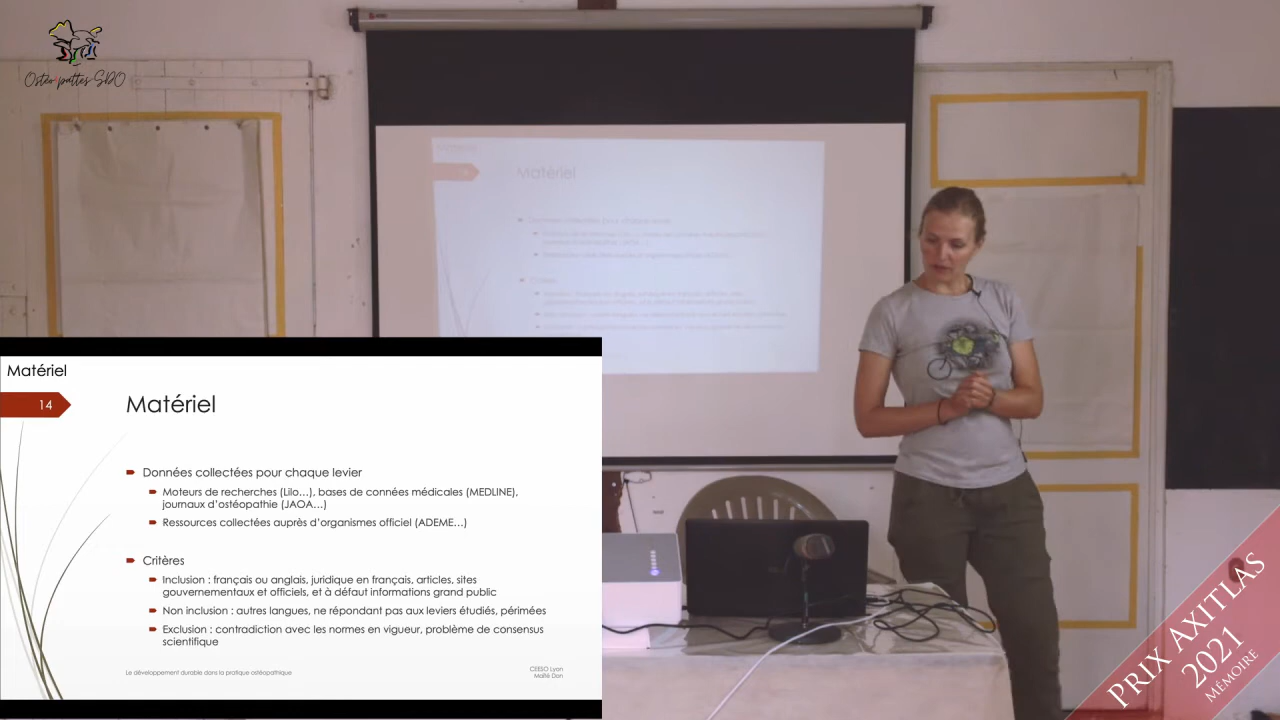 Ostéo pattes SDO
Matériel
Matériel
14
Matériel
Données collectées pour chaque levier
Moteurs de recherches (Lilo...), bases de connées médicales (MEDLINE),
journaux d'ostéopathie (JAOA...)
Ressources collectées auprès d'organismes officiel (ADEME...)
Critères
Inclusion : français ou anglais, juridique en français, articles, sites
gouvernementaux et officiels, et à défaut informations grand public
Non inclusion : autres langues, ne répondant pas aux leviers étudiés, périmées
Exclusion : contradiction avec les normes en vigueur, problème de consensus
scientifique
Le développement durable dans la pratique ostéopathique
CEESO Lyon
Maïté Dan
PRIX AXITLAS
2021
MÉMOIRE